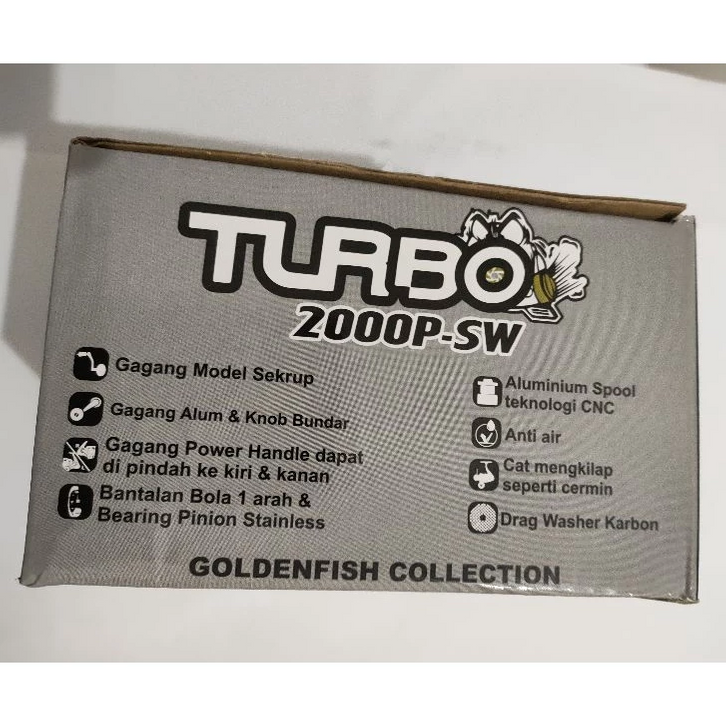 TURBO
2000P-SW
Gagang Model Sekrup
Gagang Alum & Knob Bundar
Gagang Power Handle dapat
di pindah ke kiri & kanan
Bantalan Bola 1 arah &
Bearing Pinion Stainless
Aluminium Spool
teknologi CNC
Anti air
Cat mengkilap
seperti cermin
Drag Washer Karbon
GOLDENFISH COLLECTION